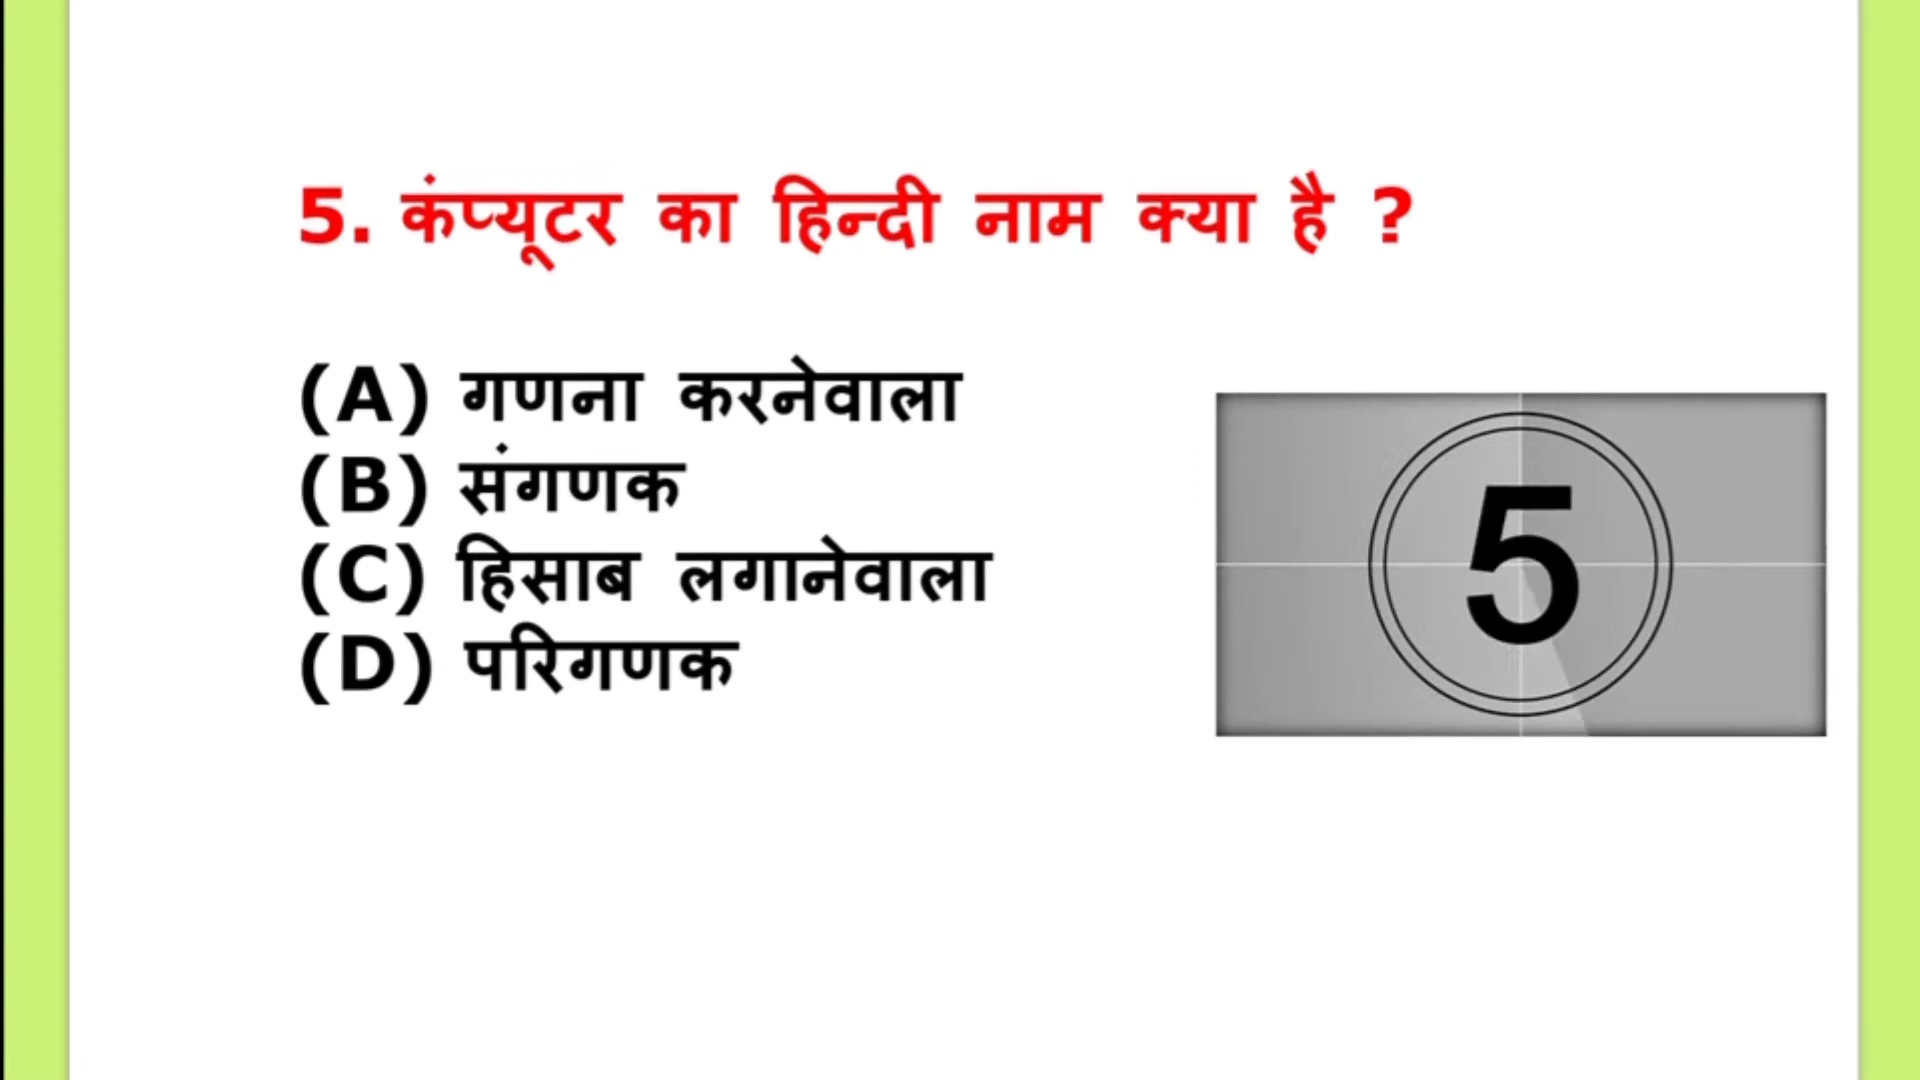 5. कंप्यूटर का हिन्दी नाम क्या है ?
(A) गणना करनेवाला
(B) संगणक
(C) हिसाब लगानेवाला
(D) परिगणक
5